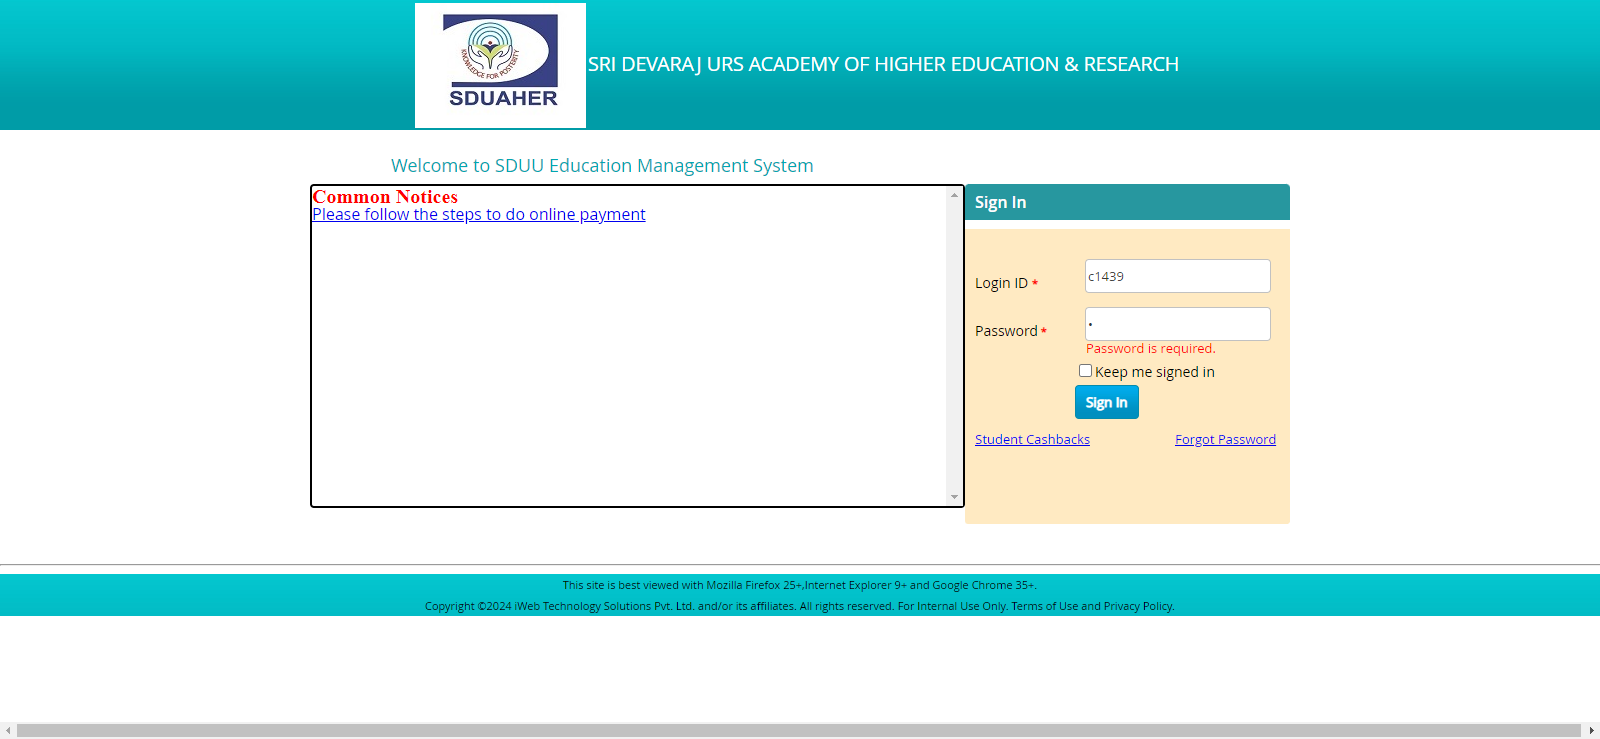 KNOWLEDGE FOR POSTERITY
SDUAHER
SRI DEVARAJ URS ACADEMY OF HIGHER EDUCATION & RESEARCH
Welcome to SDUU Education Management System
Common Notices
Please follow the steps to do online payment
Sign In
Login ID *
c1439
Password *
Password is required.
Keep me signed in
Sign In
Student Cashbacks
Forgot Password
This site is best viewed with Mozilla Firefox 25+,Internet Explorer 9+ and Google Chrome 35+.
Copyright ©2024 iWeb Technology Solutions Pvt. Ltd. and/or its affiliates. All rights reserved. For Internal Use Only. Terms of Use and Privacy Policy.